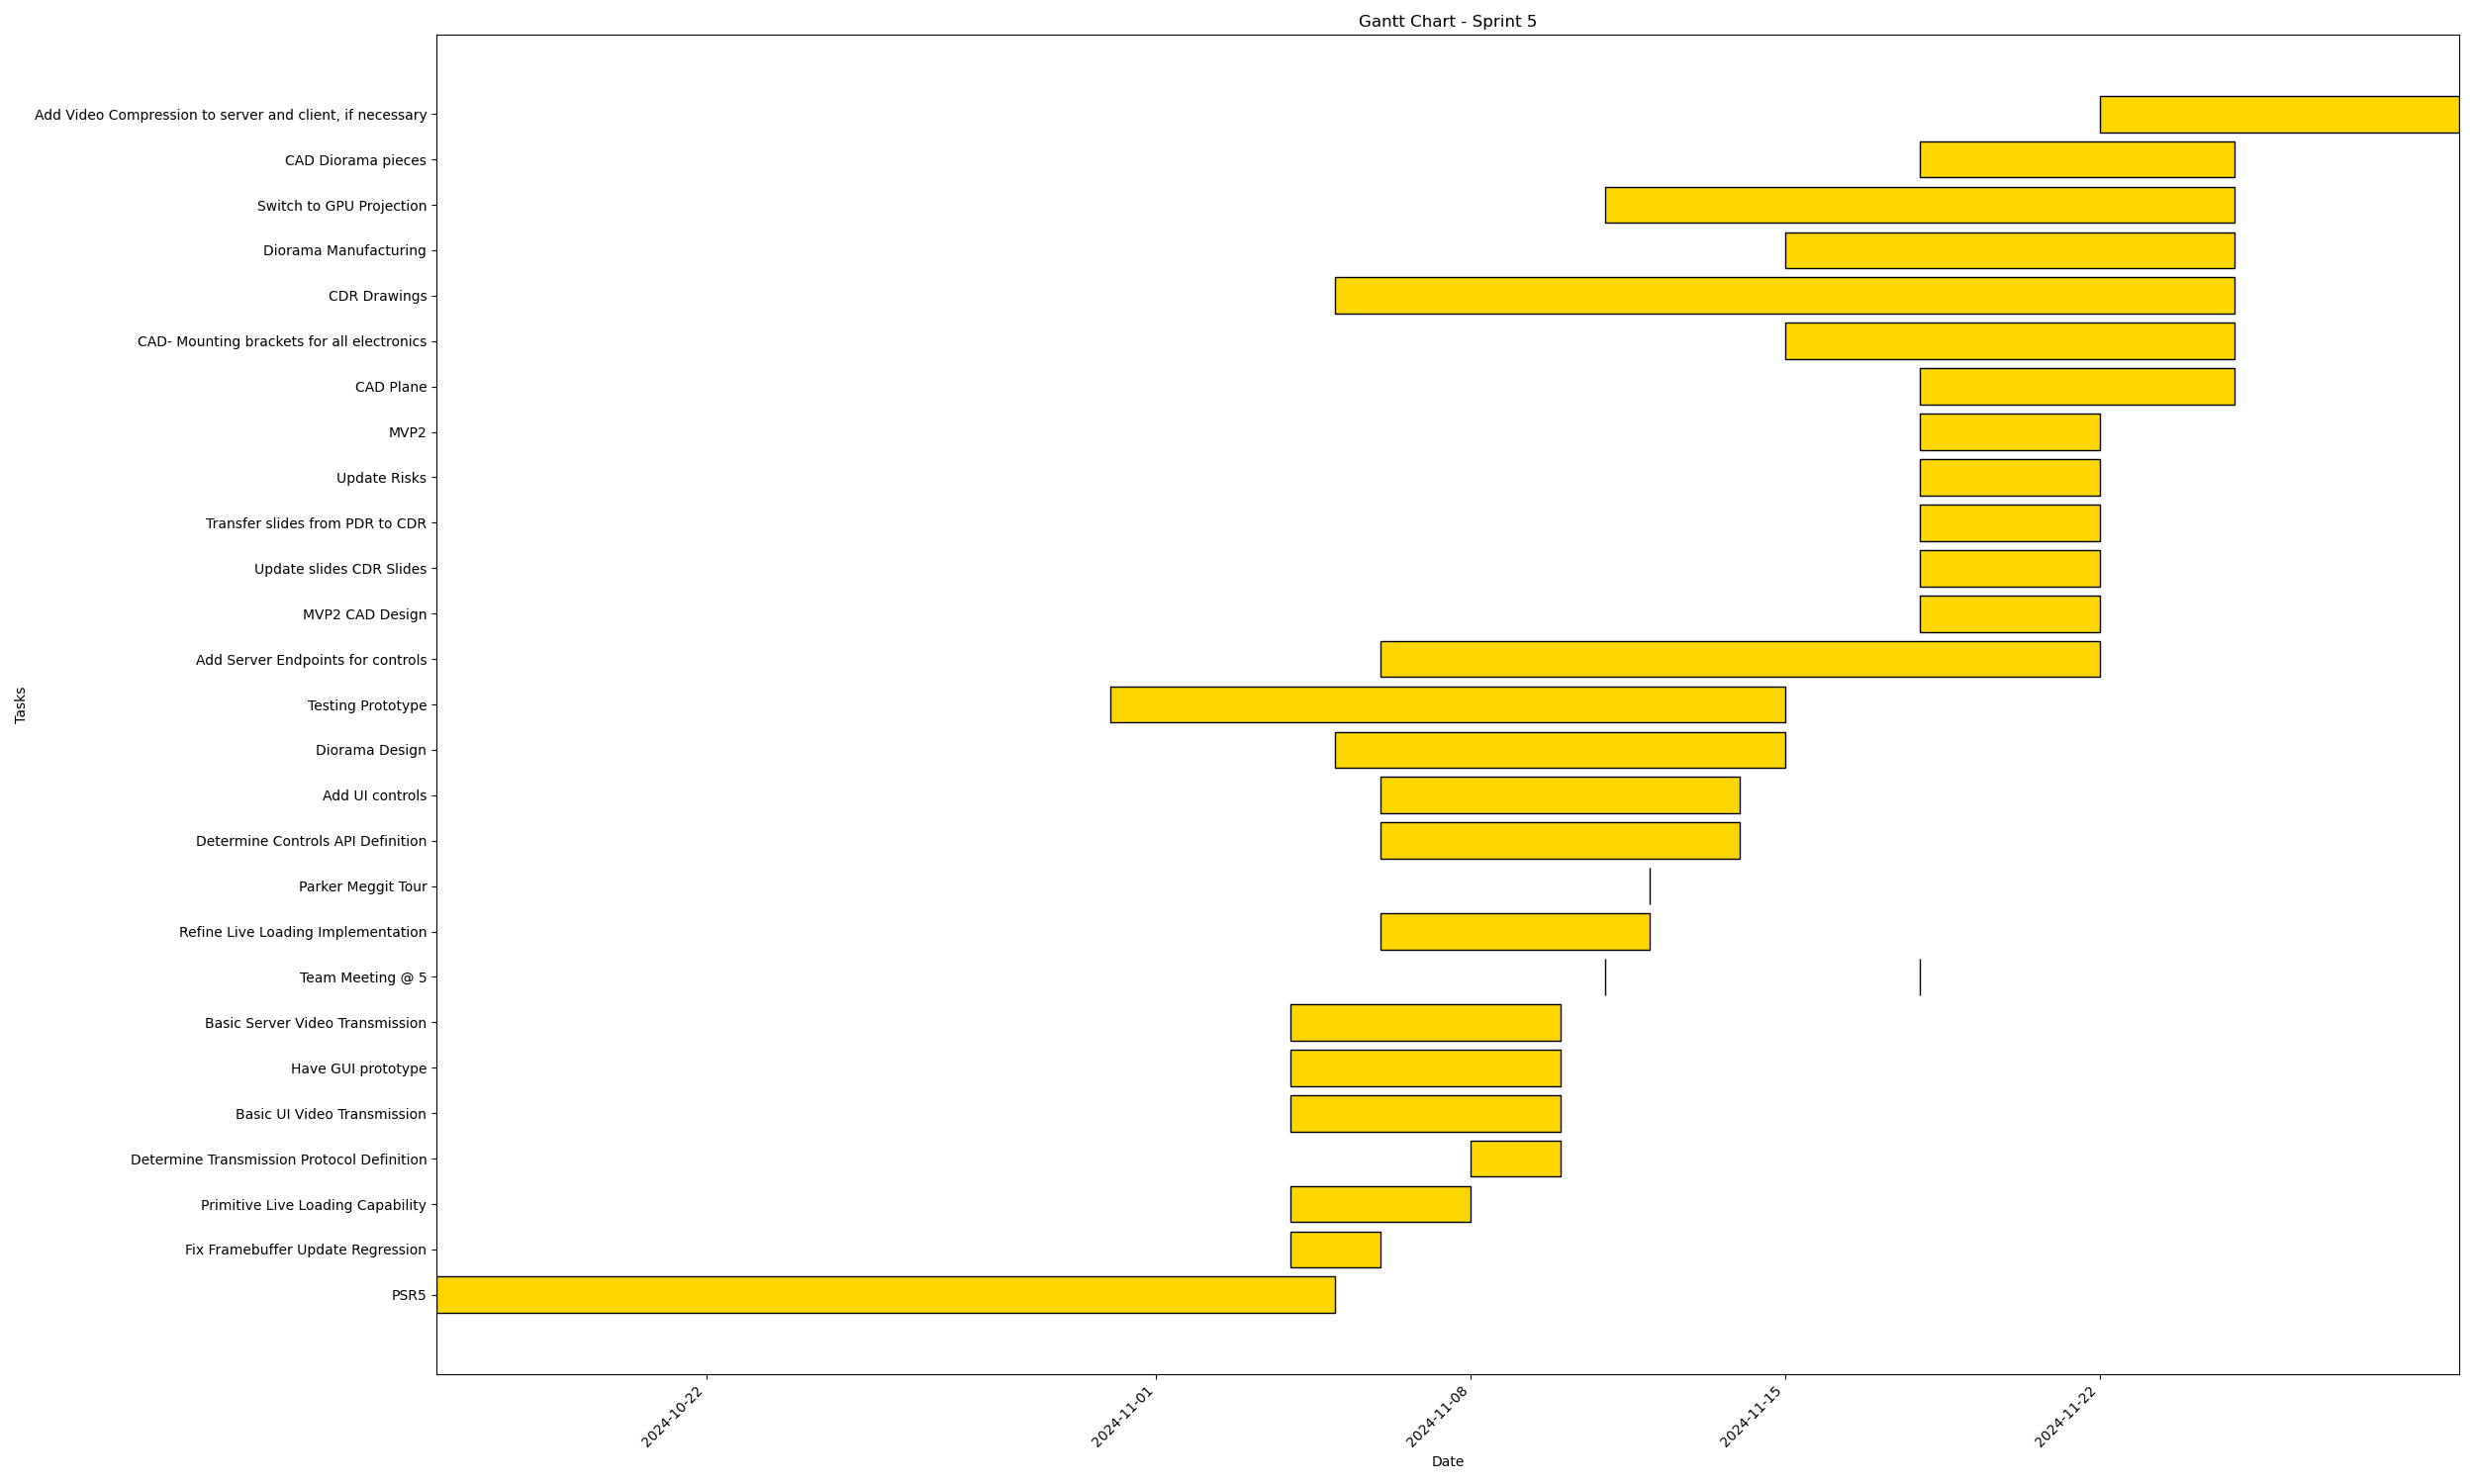 Gantt Chart - Sprint 5
Add Video Compression to server and client, if necessary
CAD Diorama pieces
Switch to GPU Projection
Diorama Manufacturing
CDR Drawings
CAD- Mounting brackets for all electronics
CAD Plane
MVP2
Update Risks
Transfer slides from PDR to CDR
Update slides CDR Slides
MVP2 CAD Design
Add Server Endpoints for controls
Testing Prototype
Diorama Design
Add UI controls
Determine Controls API Definition
Parker Meggit Tour
Refine Live Loading Implementation
Team Meeting @ 5
Basic Server Video Transmission
Have GUI prototype
Basic UI Video Transmission
Determine Transmission Protocol Definition
Primitive Live Loading Capability
Fix Framebuffer Update Regression
PSR5
Tasks
2024-10-22
2024-11-01
2024-11-08
2024-11-15
2024-11-22
Date